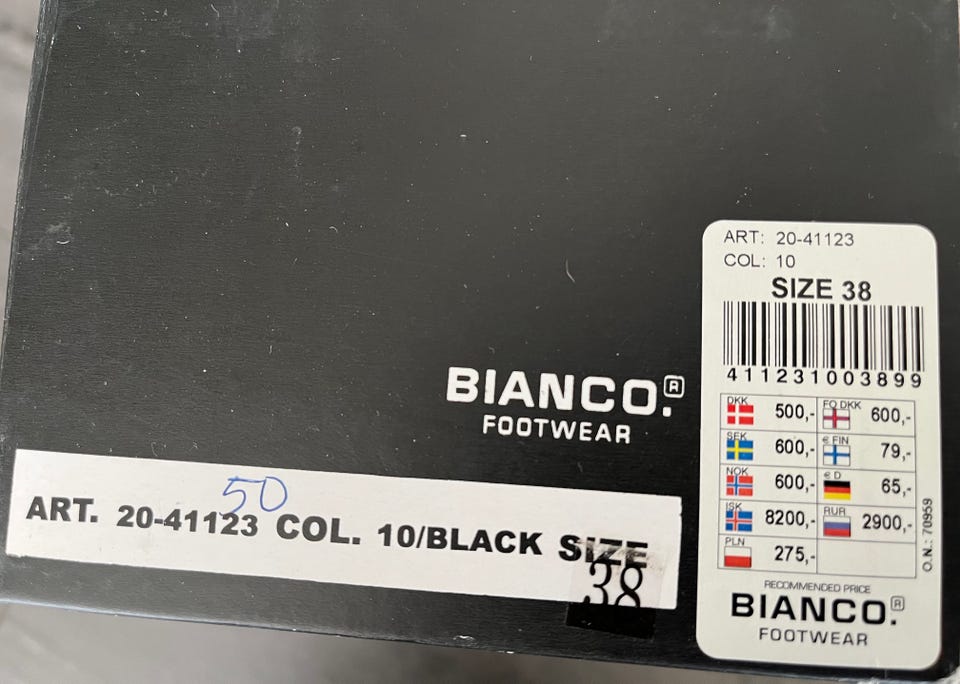 BIANCO.®
FOOTWEAR
50
ART. 20-41123 COL. 10/BLACK SIZE
38
ART: 20-41123
COL: 10
SIZE 38
411231003899
DKK 500,- FO DKK 600,-
SEK 600,- € FIN 79,-
NOK 600,- € D 65,-
ISK 8200,- RUR 2900,-
PLN 275,-
O.N.: 70959
RECOMMENDED PRICE
BIANCO.®
FOOTWEAR